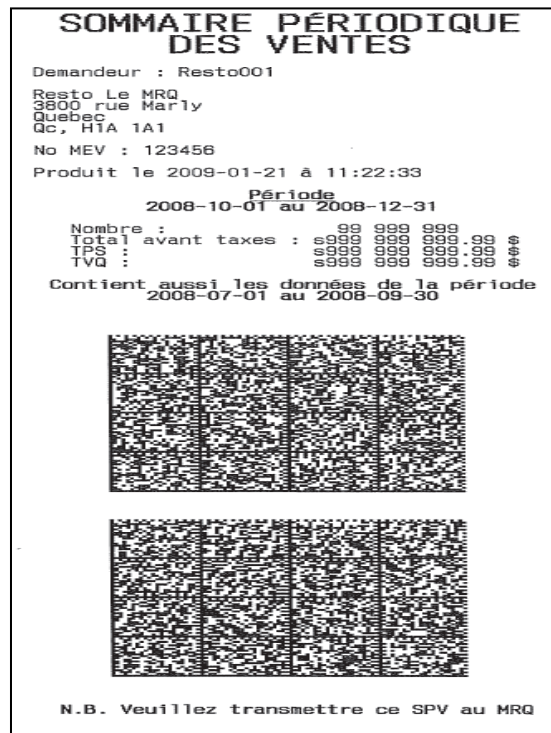 SOMMAIRE PÉRIODIQUE
DES VENTES
Demandeur : Resto001
Resto Le MRQ
3800 rue Marly
Quebec
Qc, H1A 1A1
No MEV : 123456
Produit le 2009-01-21 à 11:22:33
Période
2008-10-01 au 2008-12-31
Nombre : 99 999 999
Total avant taxes : s999 999 999.99 $
TPS : s999 999 999.99 $
TVQ : s999 999 999.99 $
Contient aussi les données de la période
2008-07-01 au 2008-09-30
N.B. Veuillez transmettre ce SPV au MRQ